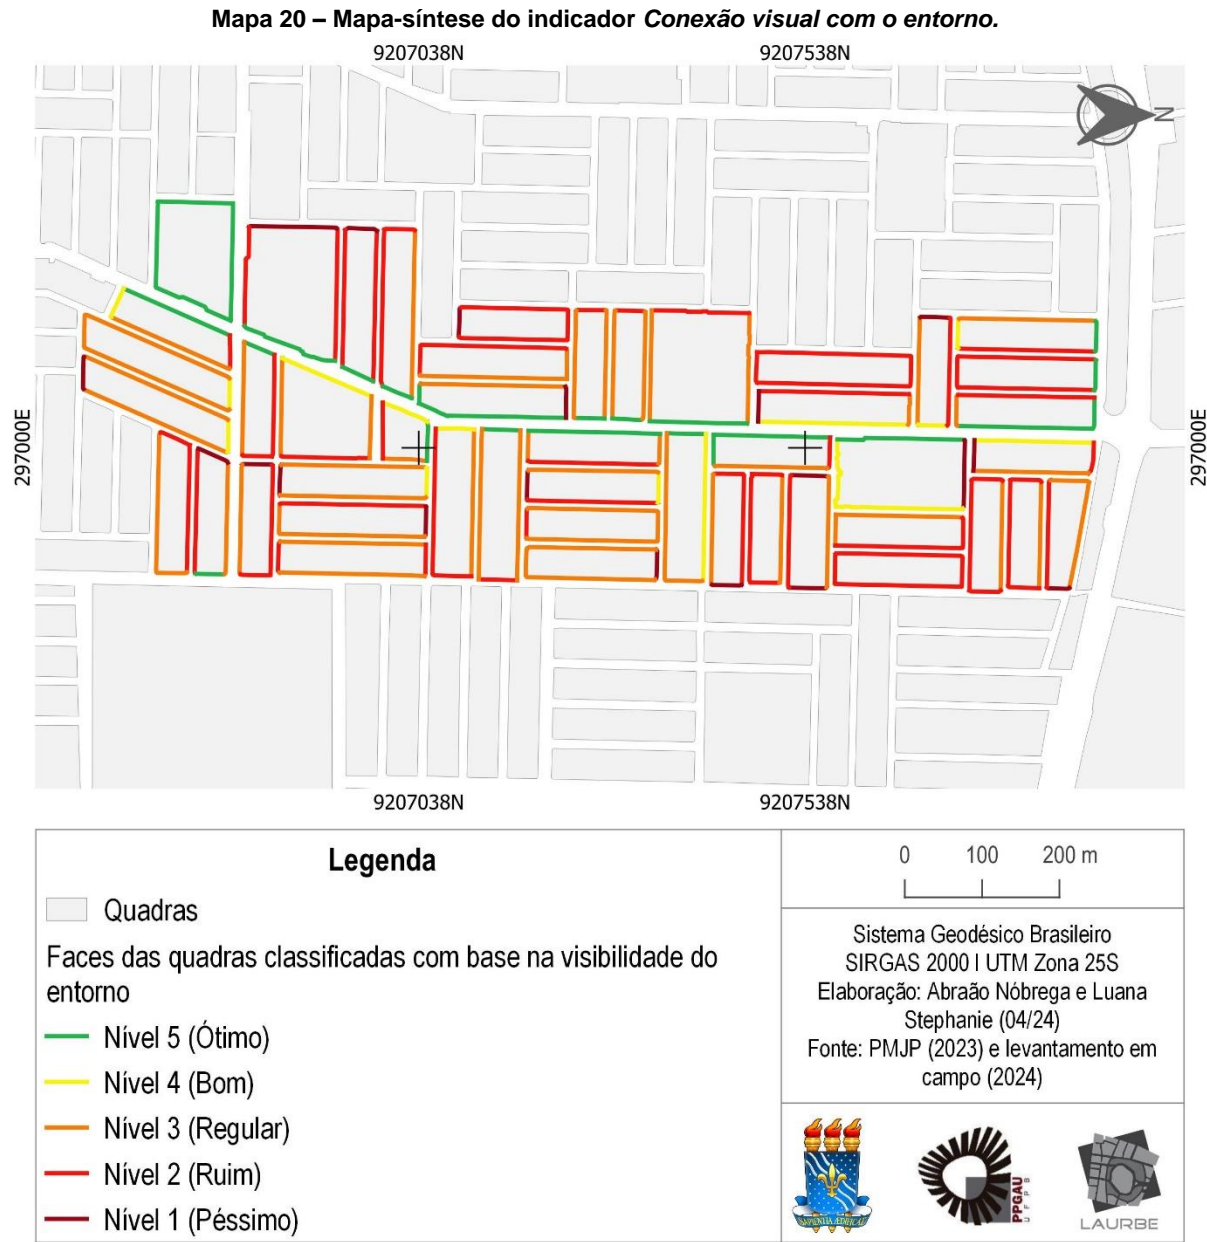 Mapa 20 – Mapa-síntese do indicador Conexão visual com o entorno.
9207038N 9207538N
N
297000E 297000E
9207038N 9207538N
Legenda
Quadras
Faces das quadras classificadas com base na visibilidade do
entorno
Nível 5 (Ótimo)
Nível 4 (Bom)
Nível 3 (Regular)
Nível 2 (Ruim)
Nível 1 (Péssimo)
0 100 200 m
Sistema Geodésico Brasileiro
SIRGAS 2000 I UTM Zona 25S
Elaboração: Abraão Nóbrega e Luana
Stephanie (04/24)
Fonte: PMJP (2023) e levantamento em
campo (2024)
SAPIENTIA ÆDIFICAT
PPGAU
UFPB
LAURBE